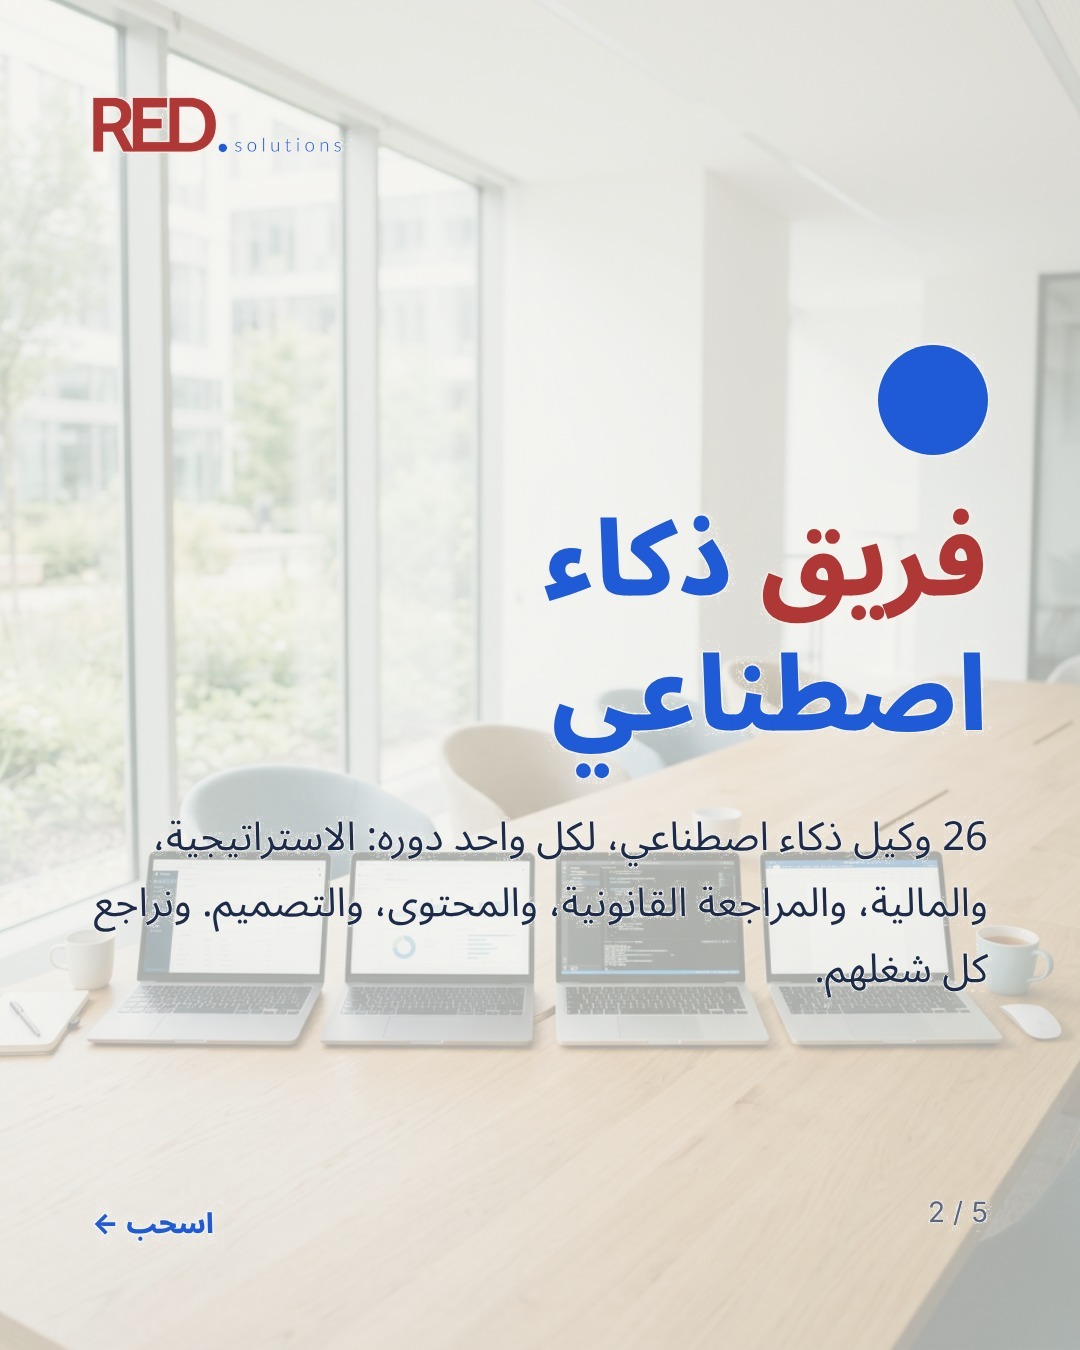 RED.solutions
فريق ذكاء
اصطناعي
26 وكيل ذكاء اصطناعي، لكل واحد دوره: الاستراتيجية،
والمالية، والمراجعة القانونية، والمحتوى، والتصميم. ونراجع
كل شغلهم.
2 / 5
اسحب ←